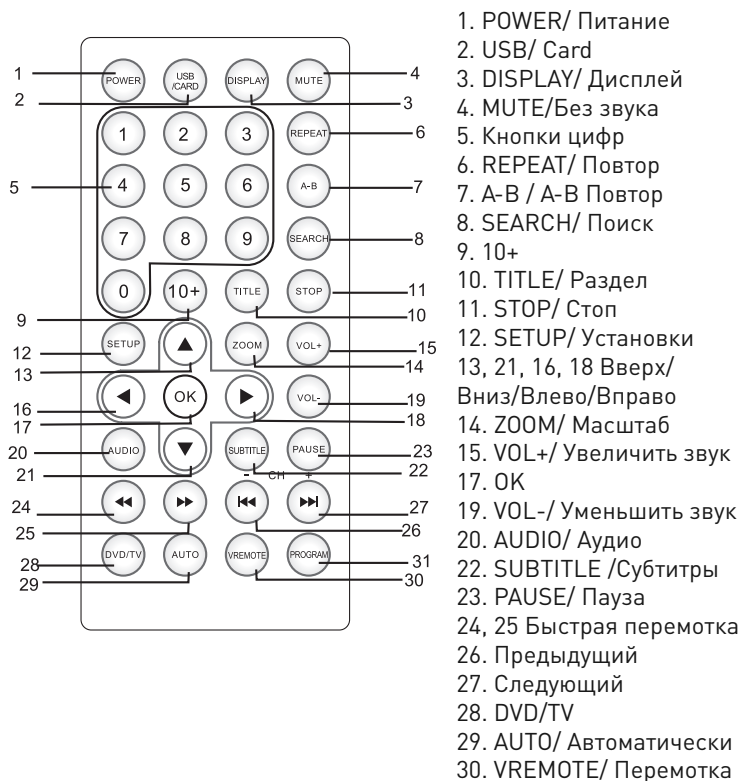 POWER
USB
/CARD
DISPLAY
MUTE
1
2
3
4
1
2
3
REPEAT
6
5
4
5
6
A-B
7
7
8
9
SEARCH
8
0
10+
TITLE
STOP
11
9
10
SETUP
ZOOM
VOL+
12
13
14
15
OK
VOL-
16
17
18
19
AUDIO
SUBTITLE
PAUSE
20
21
22
23
- CH +
24
25
26
27
DVD/TV
AUTO
VREMOTE
PROGRAM
28
29
30
31
1. POWER/ Питание
2. USB/ Card
3. DISPLAY/ Дисплей
4. MUTE/Без звука
5. Кнопки цифр
6. REPEAT/ Повтор
7. A-B / A-B Повтор
8. SEARCH/ Поиск
9. 10+
10. TITLE/ Раздел
11. STOP/ Стоп
12. SETUP/ Установки
13, 21, 16, 18 Вверх/
Вниз/Влево/Вправо
14. ZOOM/ Масштаб
15. VOL+/ Увеличить звук
17. OK
19. VOL-/ Уменьшить звук
20. AUDIO/ Аудио
22. SUBTITLE /Субтитры
23. PAUSE/ Пауза
24, 25 Быстрая перемотка
26. Предыдущий
27. Следующий
28. DVD/TV
29. AUTO/ Автоматически
30. VREMOTE/ Перемотка